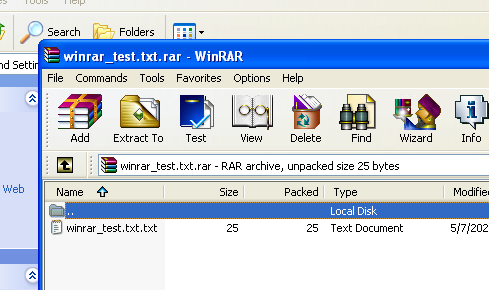 Tools Help
Search Folders
nd Settin
winrar_test.txt.rar - WinRAR
File Commands Tools Favorites Options Help
Add Extract To Test View Delete Find Wizard Info
winrar_test.txt.rar - RAR archive, unpacked size 25 bytes
Web
Name Size Packed Type Modified
.. Local Disk
winrar_test.txt.txt 25 25 Text Document 5/7/202